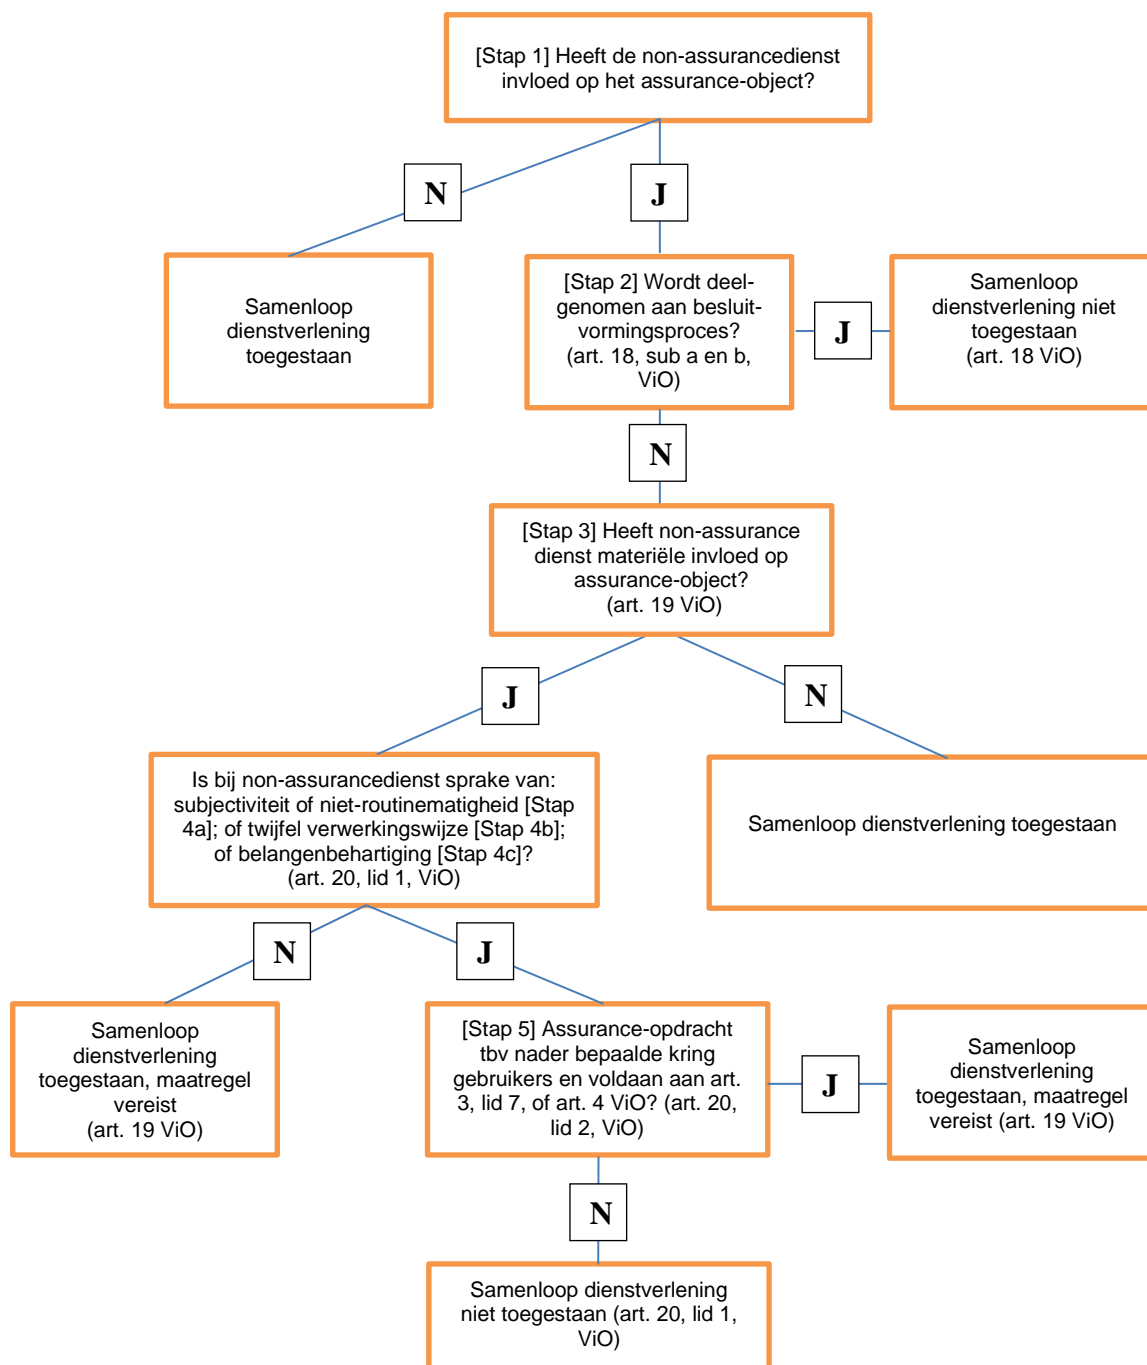 [Stap 1] Heeft de non-assurancedienst
invloed op het assurance-object?
N
J
Samenloop
dienstverlening
toegestaan
[Stap 2] Wordt deel-
genomen aan besluit-
vormingsproces?
(art. 18, sub a en b,
ViO)
J
Samenloop
dienstverlening niet
toegestaan
(art. 18 ViO)
N
[Stap 3] Heeft non-assurance
dienst materiële invloed op
assurance-object?
(art. 19 ViO)
J
N
Is bij non-assurancedienst sprake van:
subjectiviteit of niet-routinematigheid [Stap
4a]; of twijfel verwerkingswijze [Stap 4b];
of belangenbehartiging [Stap 4c]?
(art. 20, lid 1, ViO)
Samenloop dienstverlening toegestaan
N
J
Samenloop
dienstverlening
toegestaan, maatregel
vereist
(art. 19 ViO)
[Stap 5] Assurance-opdracht
tbv nader bepaalde kring
gebruikers en voldaan aan art.
3, lid 7, of art. 4 ViO? (art. 20,
lid 2, ViO)
J
Samenloop
dienstverlening
toegestaan, maatregel
vereist (art. 19 ViO)
N
Samenloop dienstverlening
niet toegestaan (art. 20, lid 1,
ViO)